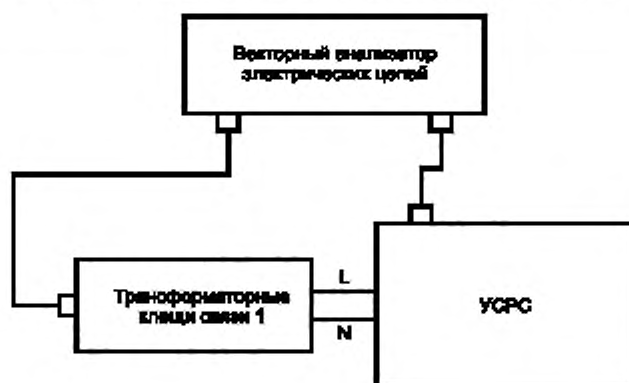 Векторный анализатор
электрических цепей
Трансформаторные
клещи связи 1
L
N
УСРС